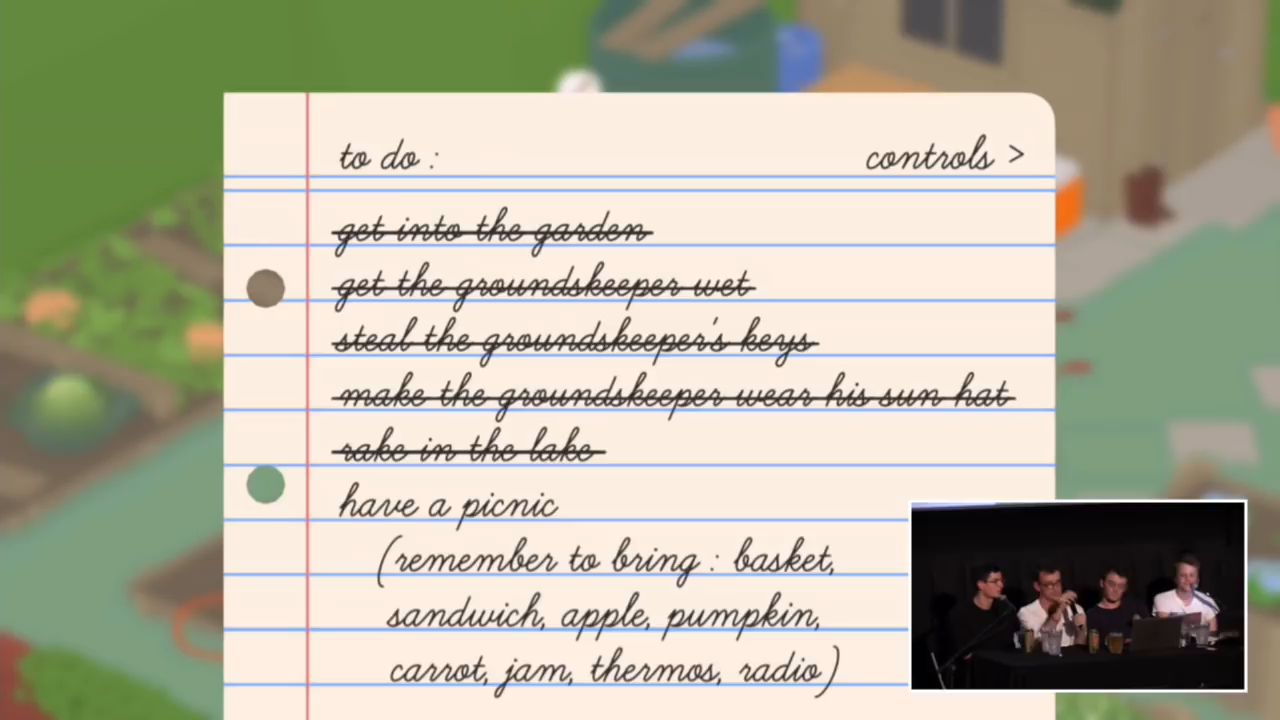 to do :
controls >
get into the garden
get the groundskeeper wet
steal the groundskeeper's keys
make the groundskeeper wear his sun hat
rake in the lake
have a picnic
(remember to bring : basket,
sandwich, apple, pumpkin,
carrot, jam, thermos, radio)